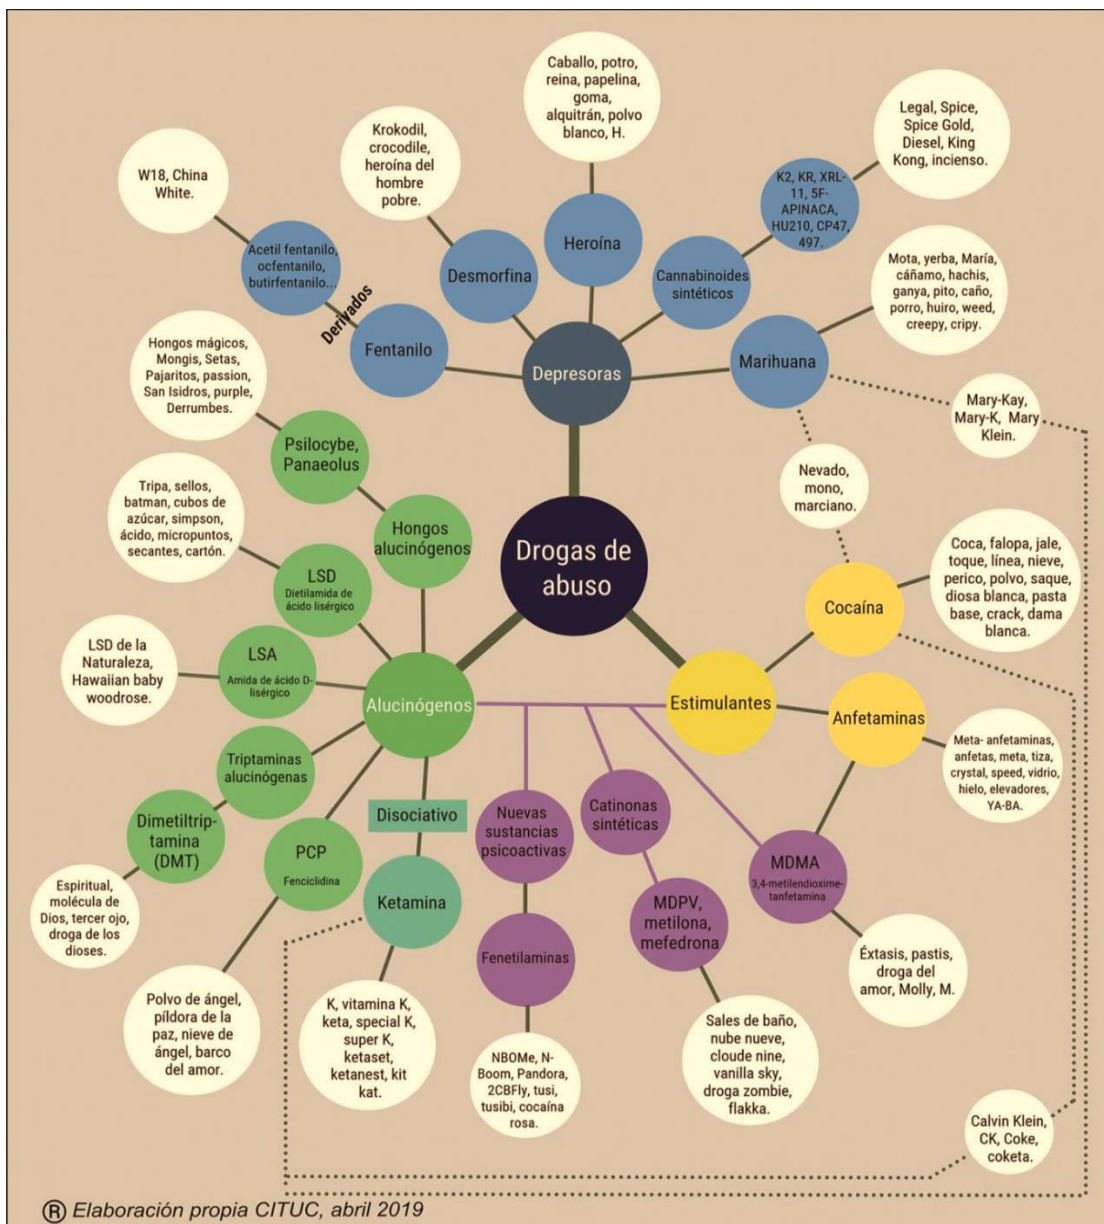 Caballo, potro,
reina, papelina,
goma,
alquitrán, polvo
blanco, H.
Legal, Spice,
Spice Gold,
Diesel, King
Kong, incienso.
Krokodil,
crocodile,
heroína del
hombre
pobre.
W18, China
White.
K2, KR, XRL-
11, 5F-
APINACA,
HU210, CP47,
497.
Heroína
Acetil fentanilo,
ocfentanilo,
butirfentanilo...
Desmorfina
Cannabinoides
sintéticos
Mota, yerba, María,
cáñamo, hachis,
ganya, pito, caño,
porro, huiro, weed,
creepy, cripy.
Derivados
Fentanilo
Depresoras
Marihuana
Hongos mágicos,
Mongis, Setas,
Pajaritos, passion,
San Isidros, purple,
Derrumbes.
Mary-Kay,
Mary-K, Mary
Klein.
Psilocybe,
Panaeolus
Nevado,
mono,
marciano.
Tripa, sellos,
batman, cubos de
azúcar, simpson,
ácido, micropuntos,
secantes, cartón.
Hongos
alucinógenos
Drogas de
abuso
Coca, falopa, jale,
toque, línea, nieve,
perico, polvo, saque,
diosa blanca, pasta
base, crack, dama
blanca.
LSD
Dietilamida de
ácido lisérgico
Cocaína
LSD de la
Naturaleza,
Hawaiian baby
woodrose.
LSA
Amida de ácido D-
lisérgico
Alucinógenos
Estimulantes
Anfetaminas
Triptaminas
alucinógenas
Meta- anfetaminas,
anfetas, meta, tiza,
crystal, speed, vidrio,
hielo, elevadores,
YA-BA.
Disociativo
Nuevas
sustancias
psicoactivas
Catinonas
sintéticas
Dimetiltrip-
tamina
(DMT)
PCP
Fenciclidina
MDMA
3,4-metilendioxime-
tanfetamina
Ketamina
MDPV,
metilona,
mefedrona
Espiritual,
molécula de
Dios, tercer ojo,
droga de los
dioses.
Fenetilaminas
Éxtasis, pastis,
droga del
amor, Molly, M.
Polvo de ángel,
píldora de la
paz, nieve de
ángel, barco
del amor.
K, vitamina K,
keta, special K,
super K,
ketaset,
ketanest, kit
kat.
NBOMe, N-
Boom, Pandora,
2CBFly, tusi,
tusibi, cocaína
rosa.
Sales de baño,
nube nueve,
cloude nine,
vanilla sky,
droga zombie,
flakka.
Calvin Klein,
CK, Coke,
coketa.
® Elaboración propia CITUC, abril 2019